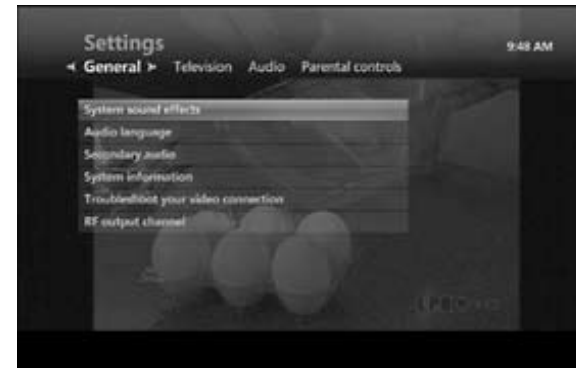 Settings
9:48 AM
General Television Audio Parental controls
System sound effects
Audio language
Secondary audio
System information
Troubleshoot your video connection
RF output channel